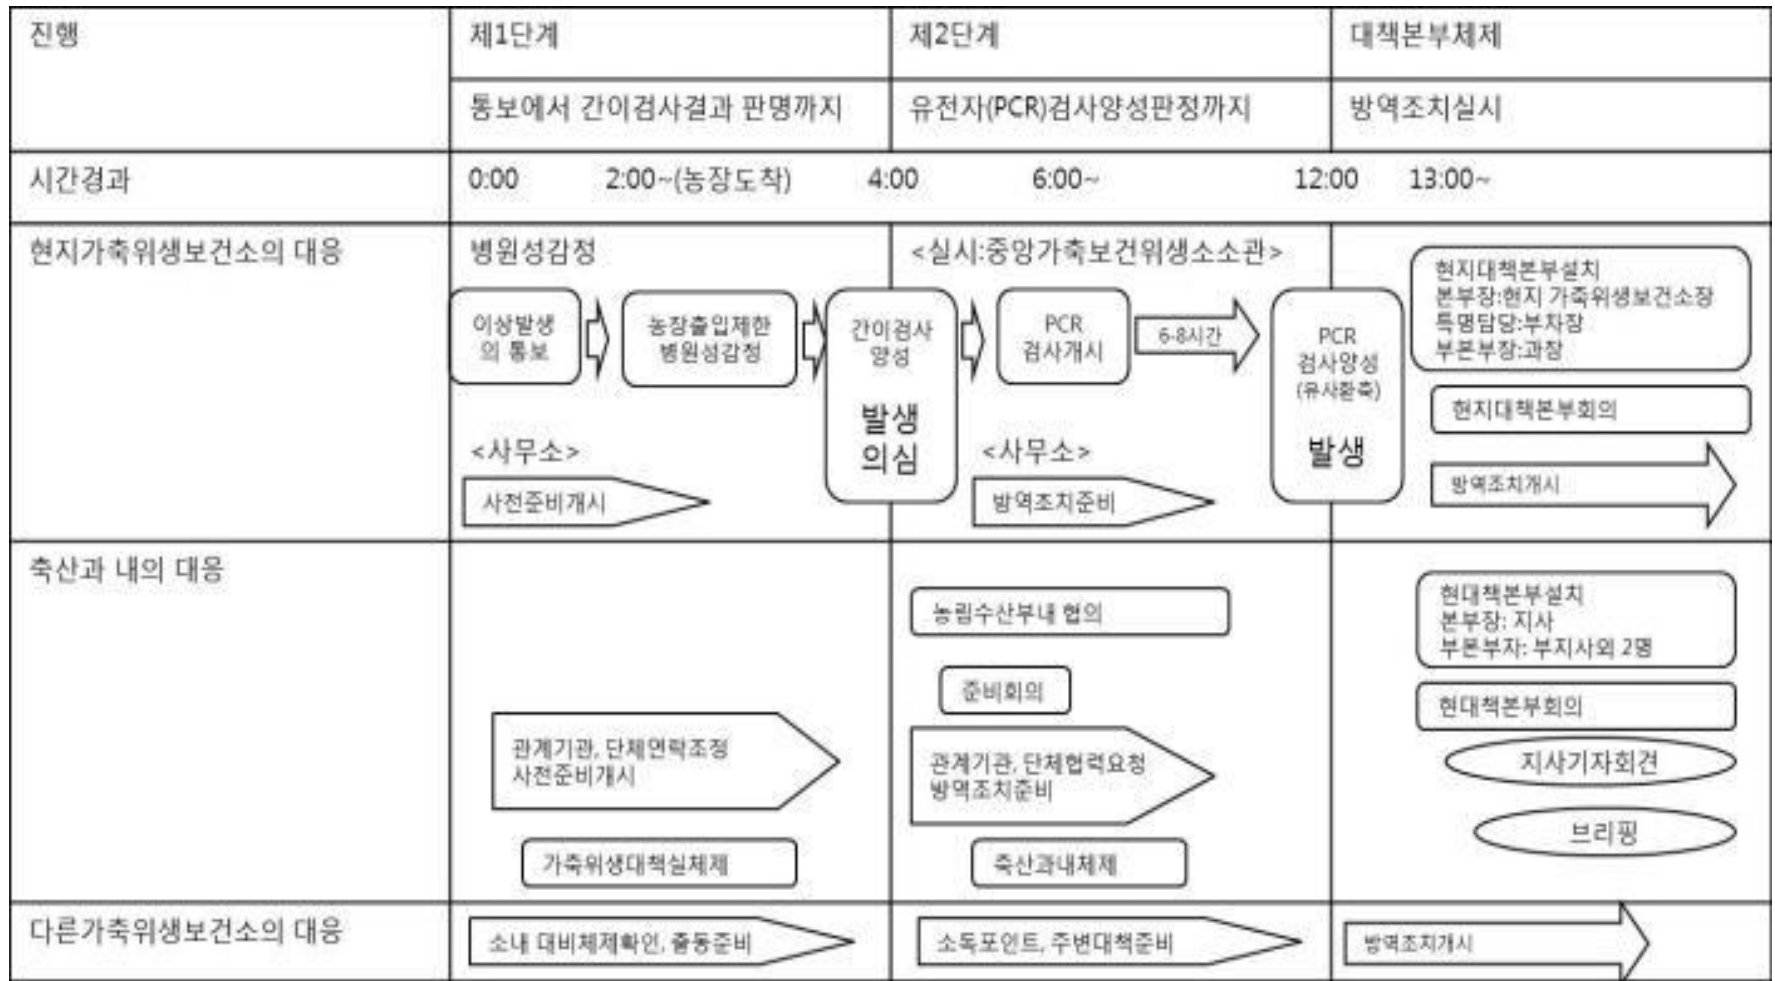 진행
제1단계
제2단계
대책본부체제
통보에서 간이검사결과 판명까지
유전자(PCR)검사양성판정까지
방역조치실시
시간경과
0:00
2:00~(농장도착)
4:00
6:00~
12:00
13:00~
현지가축위생보건소의 대응
병원성감정
<실시:중앙가축보건위생소소관>
이상발생
의 통보
농장출입제한
병원성감정
간이검사
양성
발생
의심
PCR
검사개시
6-8시간
PCR
검사양성
(유사환축)
발생
현지대책본부설치
본부장:현지 가축위생보건소장
특명담당:부차장
부본부장:과장
현지대책본부회의
<사무소>
사전준비개시
<사무소>
방역조치준비
방역조치개시
축산과 내의 대응
관계기관, 단체연락조정
사전준비개시
가축위생대책실체제
농림수산부내 협의
준비회의
관계기관, 단체협력요청
방역조치준비
축산과내체제
현대책본부설치
본부장: 지사
부본부자: 부지사외 2명
현대책본부회의
지사기자회견
브리핑
다른가축위생보건소의 대응
소내 대비체제확인, 출동준비
소독포인트, 주변대책준비
방역조치개시